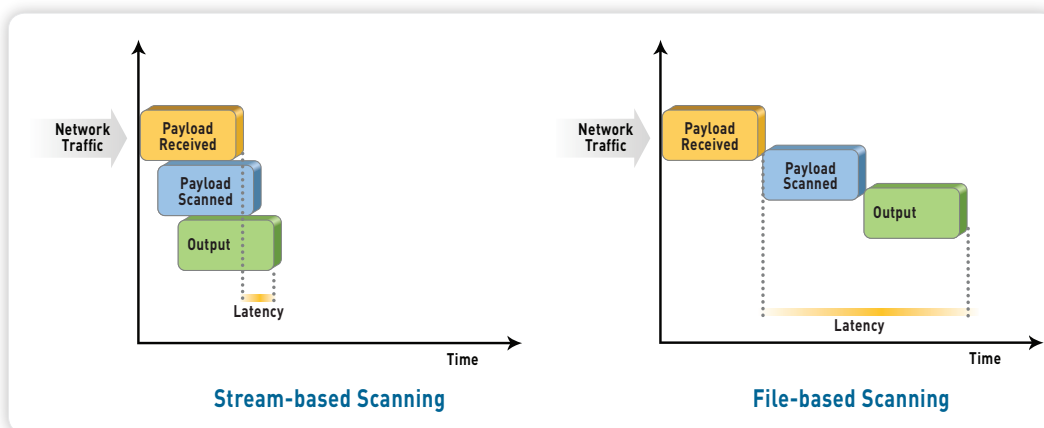 Network
Traffic
Payload
Received
Payload
Scanned
Output
Latency
Time
Stream-based Scanning
Network
Traffic
Payload
Received
Payload
Scanned
Output
Latency
Time
File-based Scanning